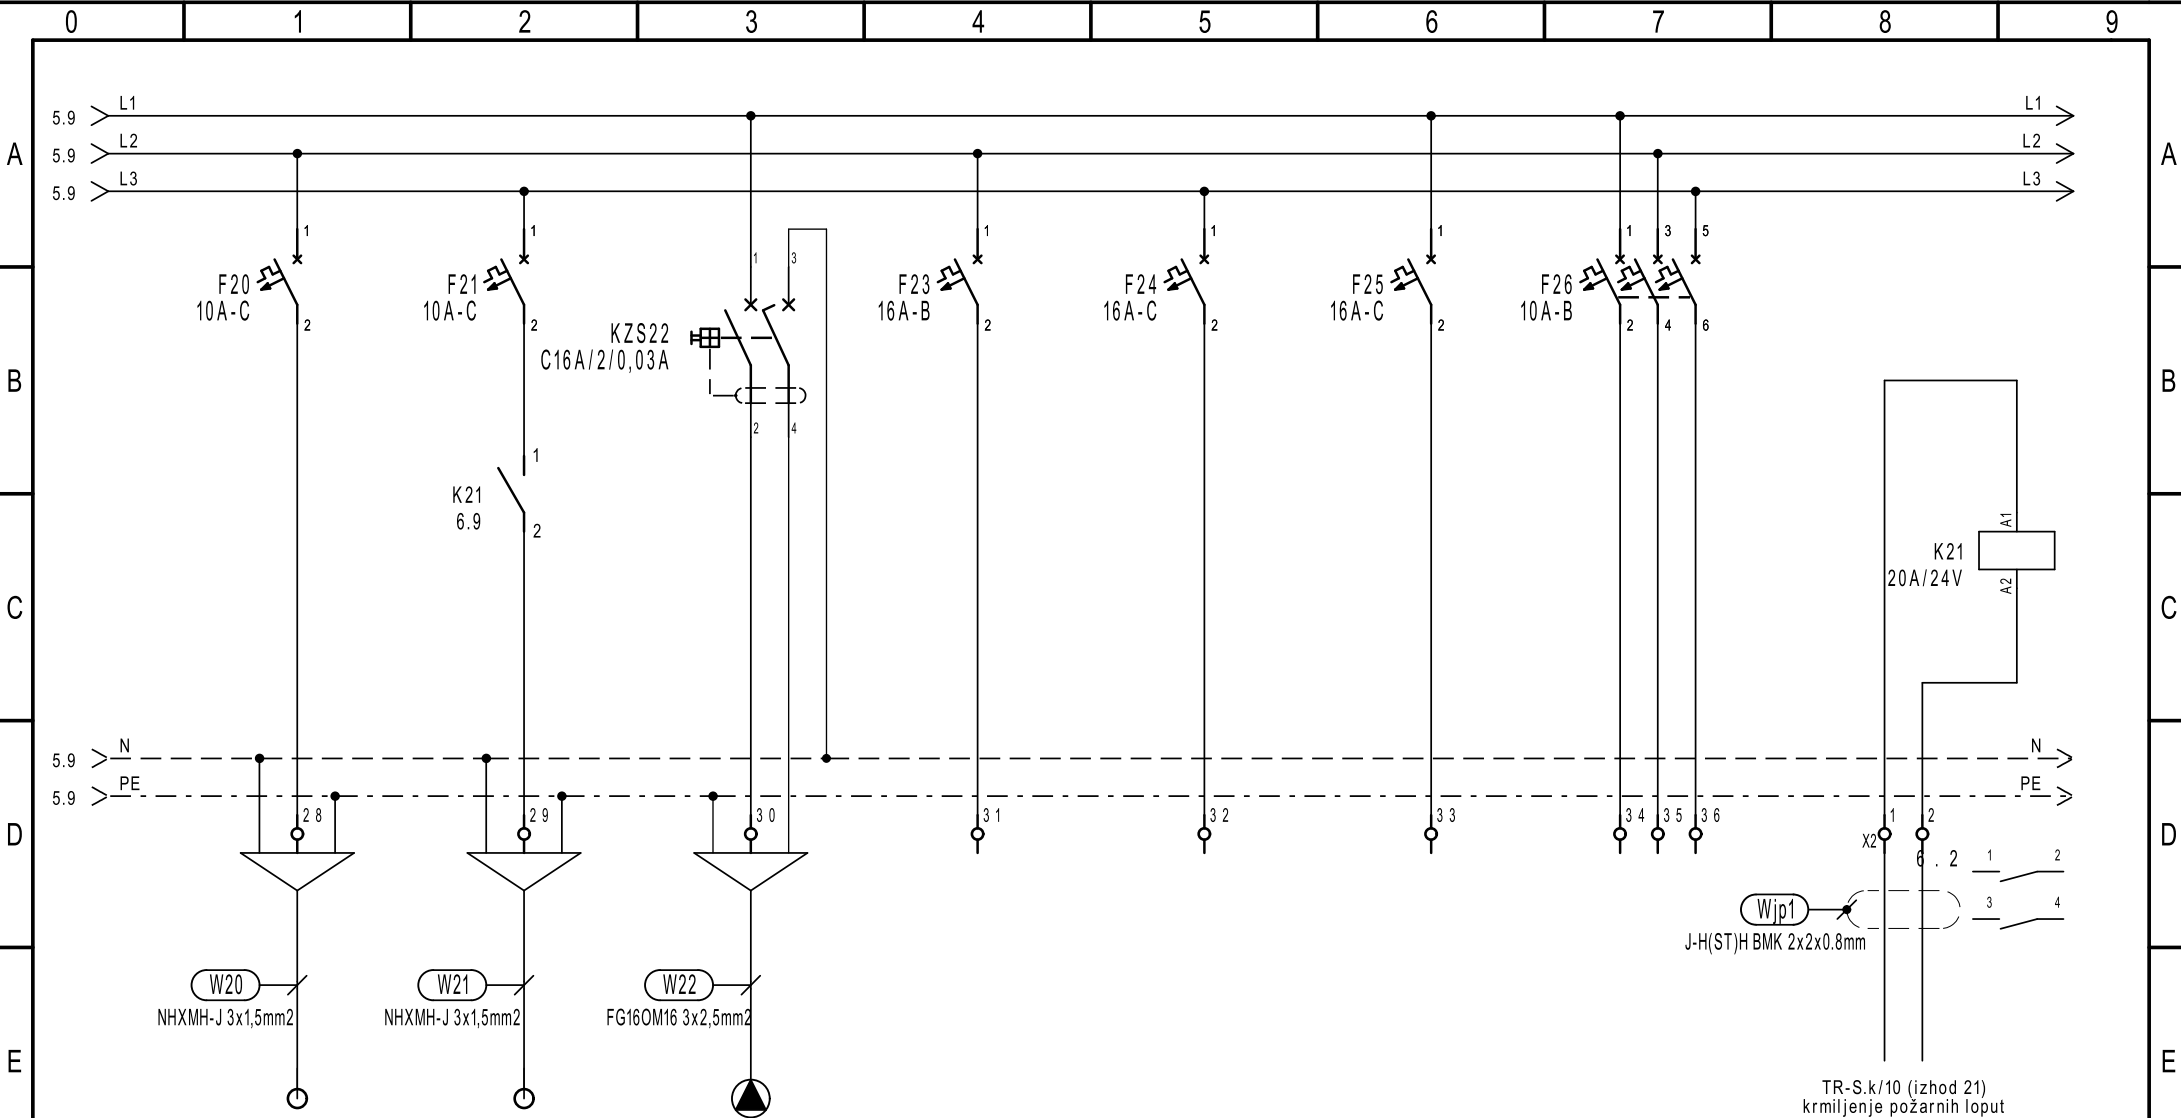 0 1 2 3 4 5 6 7 8 9
5.9 L1 L1
A 5.9 L2 L2 A
5.9 L3 L3
1 1 1 1 1 1 3 5
1 3
F20 F21 F23 F24 F25 F26
10A-C 10A-C 16A-B 16A-C 16A-C 10A-B
2 2 2 2 2 2 4 6
KZS22
C16A/2/0,03A
B B
2 4
1
K21
6.9
2
A1
K21
20A/24V
A2
C C
5.9 N N
5.9 PE PE
28 29 30 31 32 33 34 35 36 1 2
D X2 D
6.2 1 2
Wjp1 3 4
J-H(ST)H BMK 2x2x0.8mm
W20 W21 W22
NHXMH-J 3x1,5mm2 NHXMH-J 3x1,5mm2 FG16OM16 3x2,5mm2
E E
TR-S.k/10 (izhod 21)
krmiljenje požarnih loput